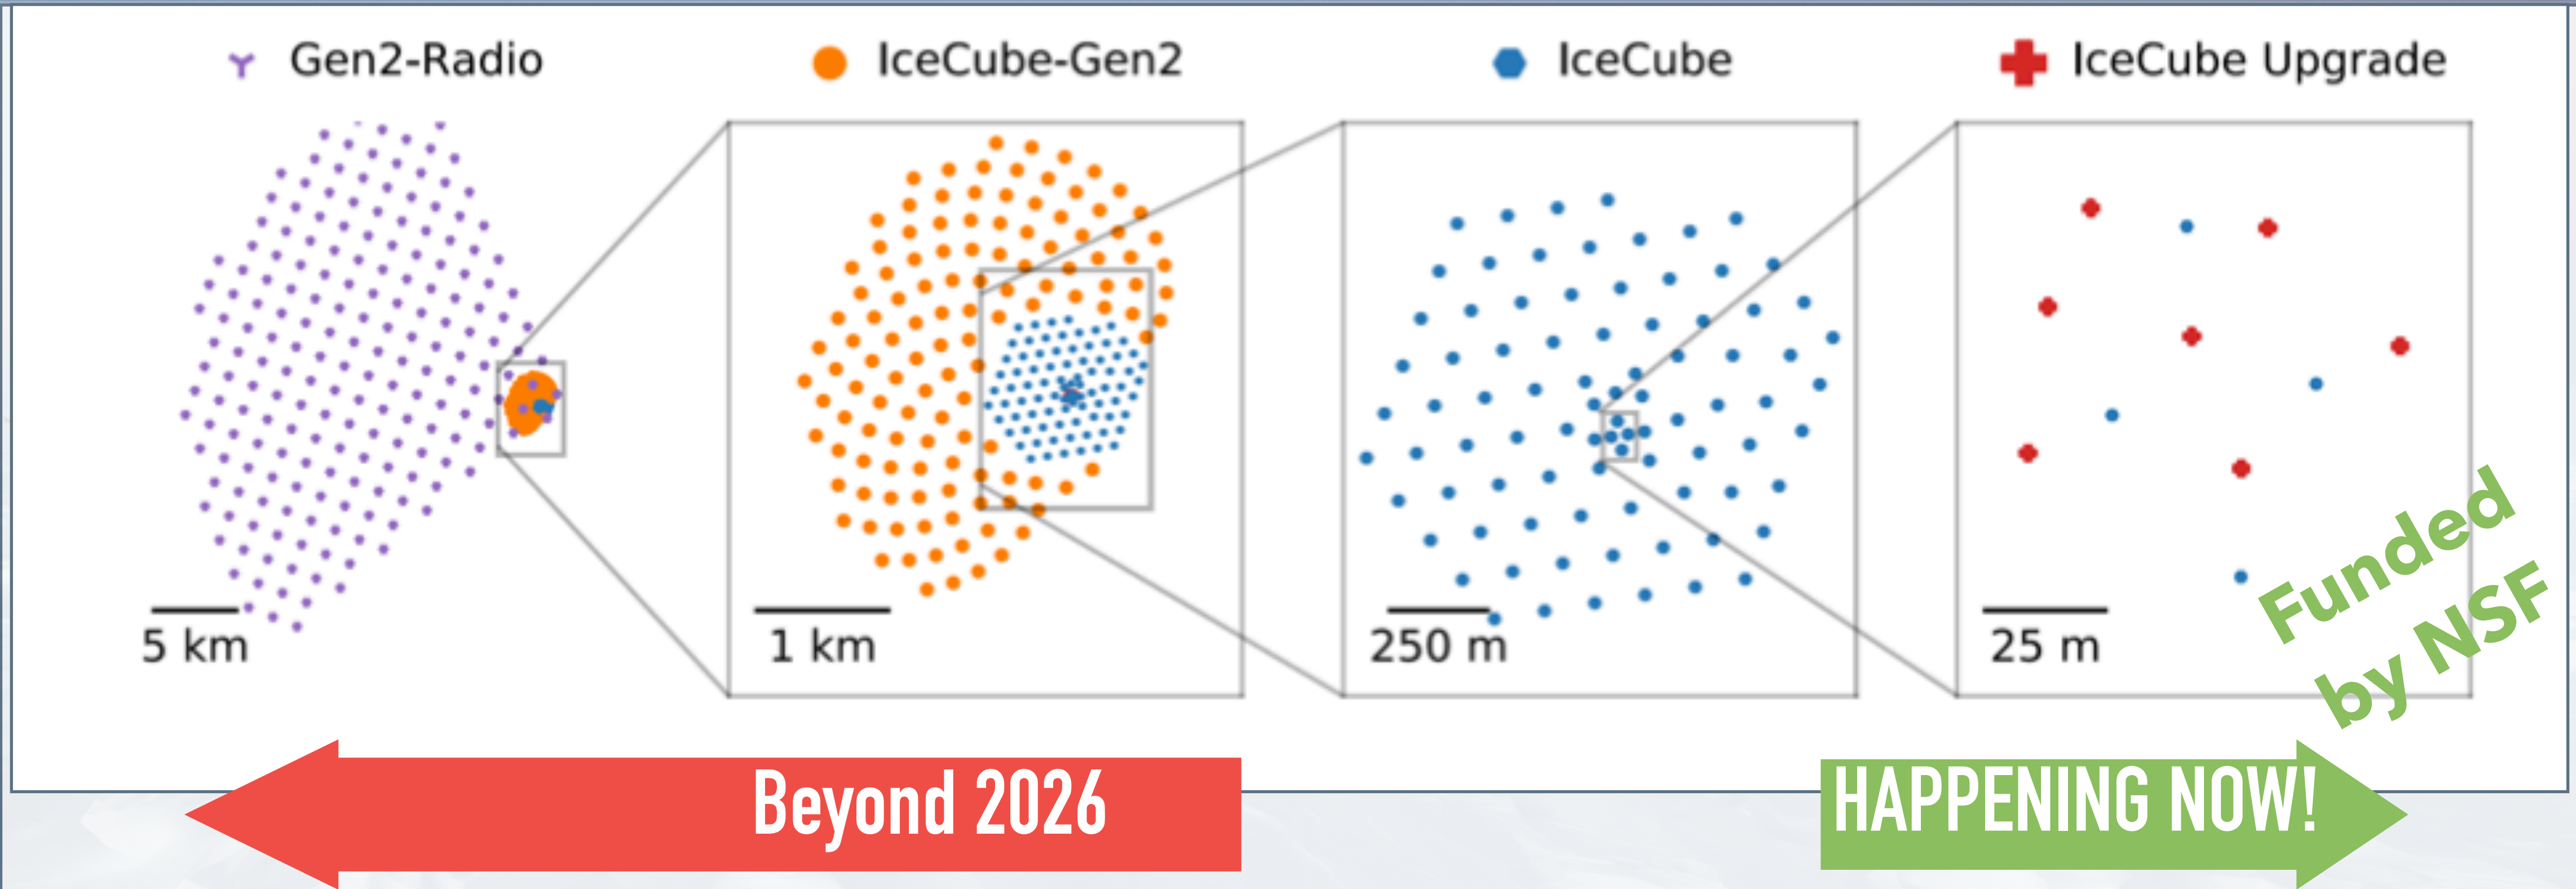 Gen2-Radio
IceCube-Gen2
IceCube
IceCube Upgrade
5 km
1 km
250 m
25 m
Funded
by NSF
Beyond 2026
HAPPENING NOW!